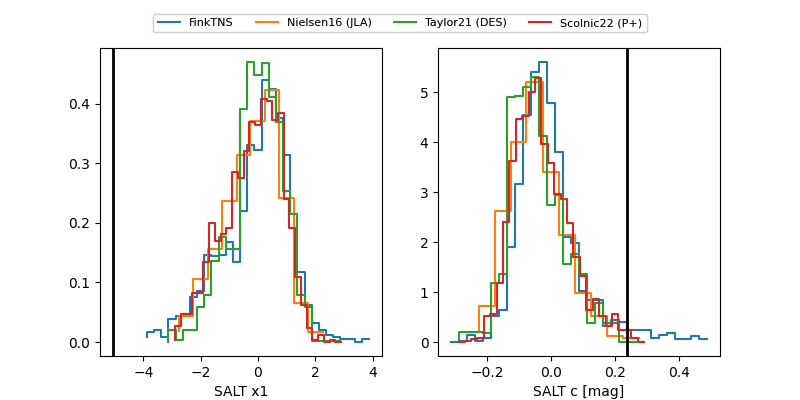 FinkTNS Nielsen16 (JLA) Taylor21 (DES) Scolnic22 (P+)
0.4
0.3
0.2
0.1
0.0
−4 −2 0 2 4
SALT x1
5
4
3
2
1
0
−0.2 0.0 0.2 0.4
SALT c [mag]